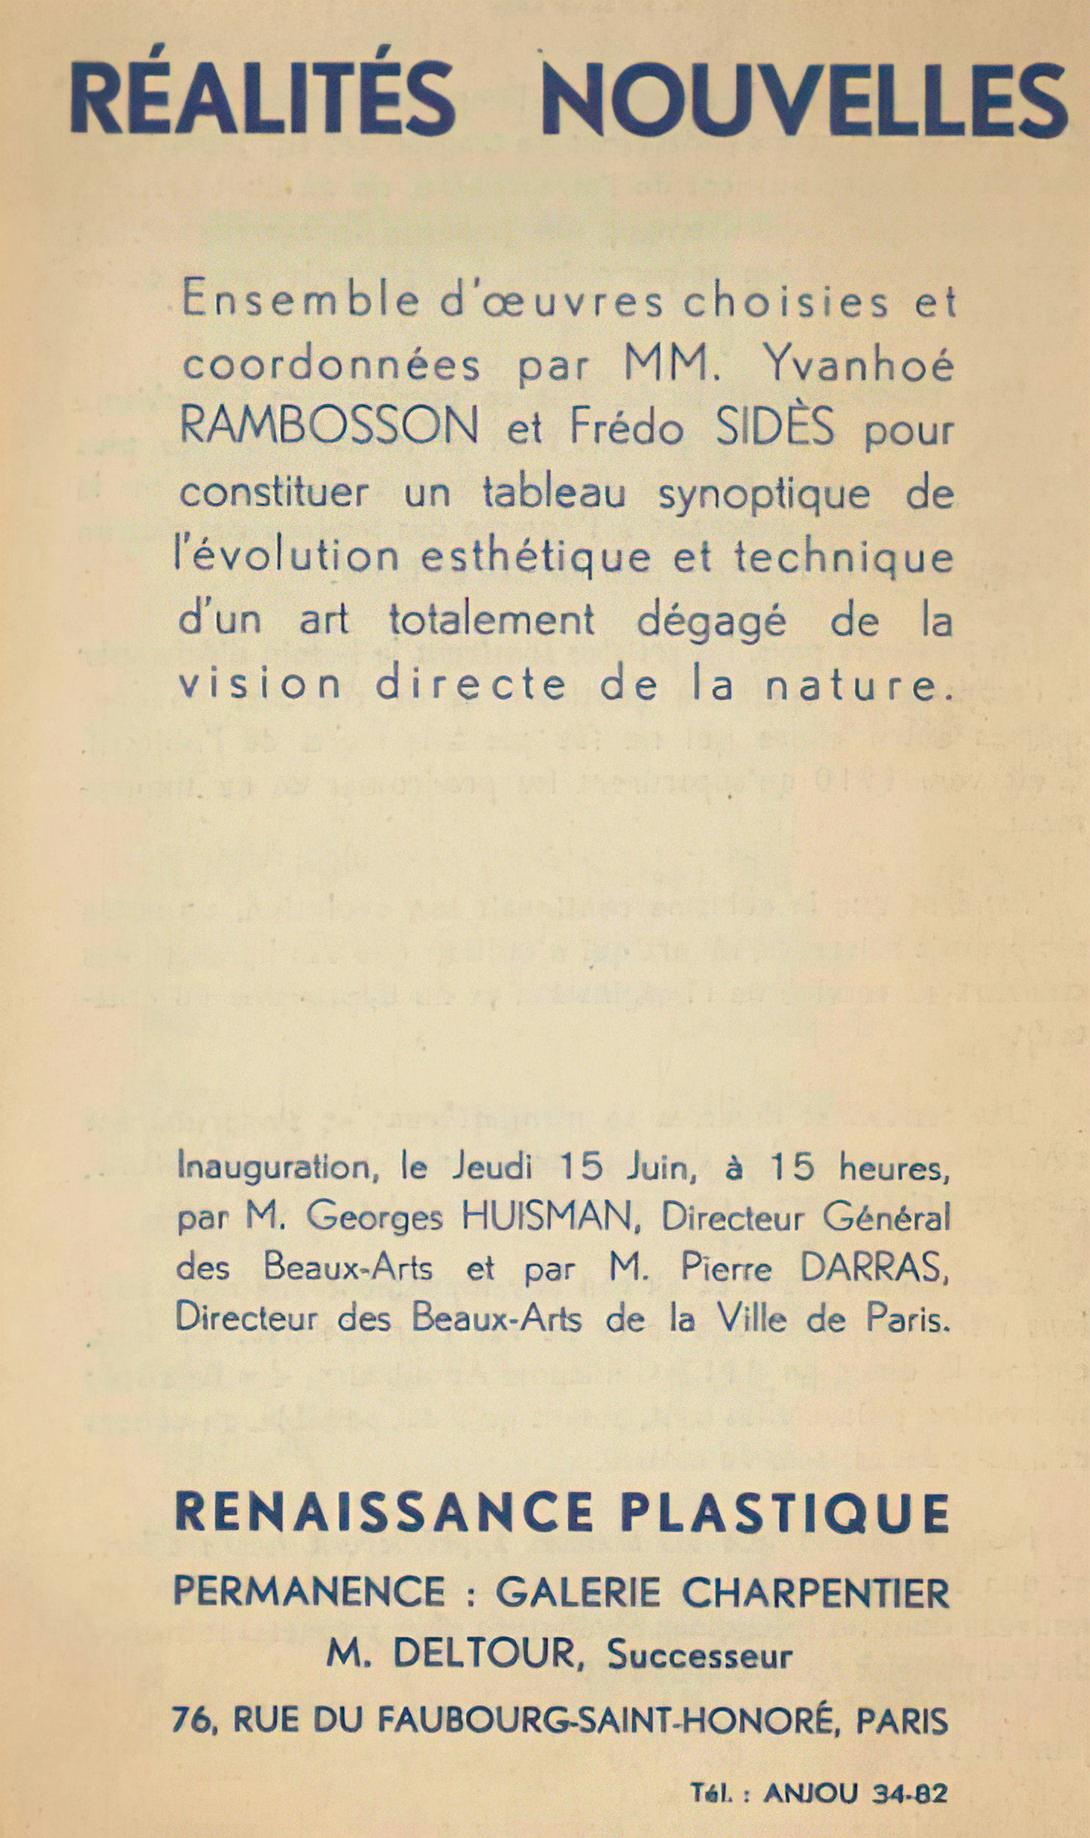 RÉALITÉS NOUVELLES
Ensemble d'œuvres choisies et
coordonnées par MM. Yvanhoé
RAMBOSSON et Frédo SIDÈS pour
constituer un tableau synoptique de
l'évolution esthétique et technique
d'un art totalement dégagé de la
vision directe de la nature.
Inauguration, le Jeudi 15 Juin, à 15 heures,
par M. Georges HUISMAN, Directeur Général
des Beaux-Arts et par M. Pierre DARRAS,
Directeur des Beaux-Arts de la Ville de Paris.
RENAISSANCE PLASTIQUE
PERMANENCE : GALERIE CHARPENTIER
M. DELTOUR, Successeur
76, RUE DU FAUBOURG-SAINT-HONORÉ, PARIS
Tél. : ANJOU 34-82